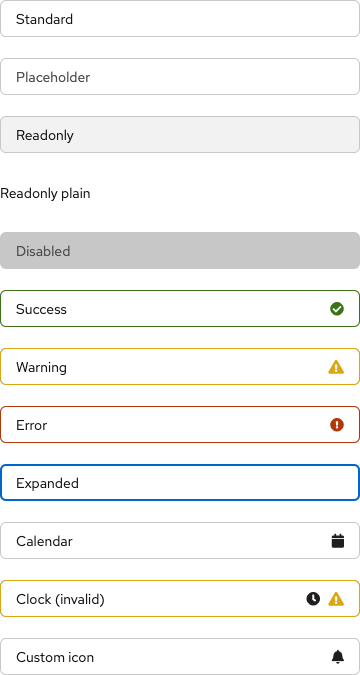 Standard
Placeholder
Readonly
Readonly plain
Disabled
Success
Warning
Error
Expanded
Calendar
Clock (invalid)
Custom icon